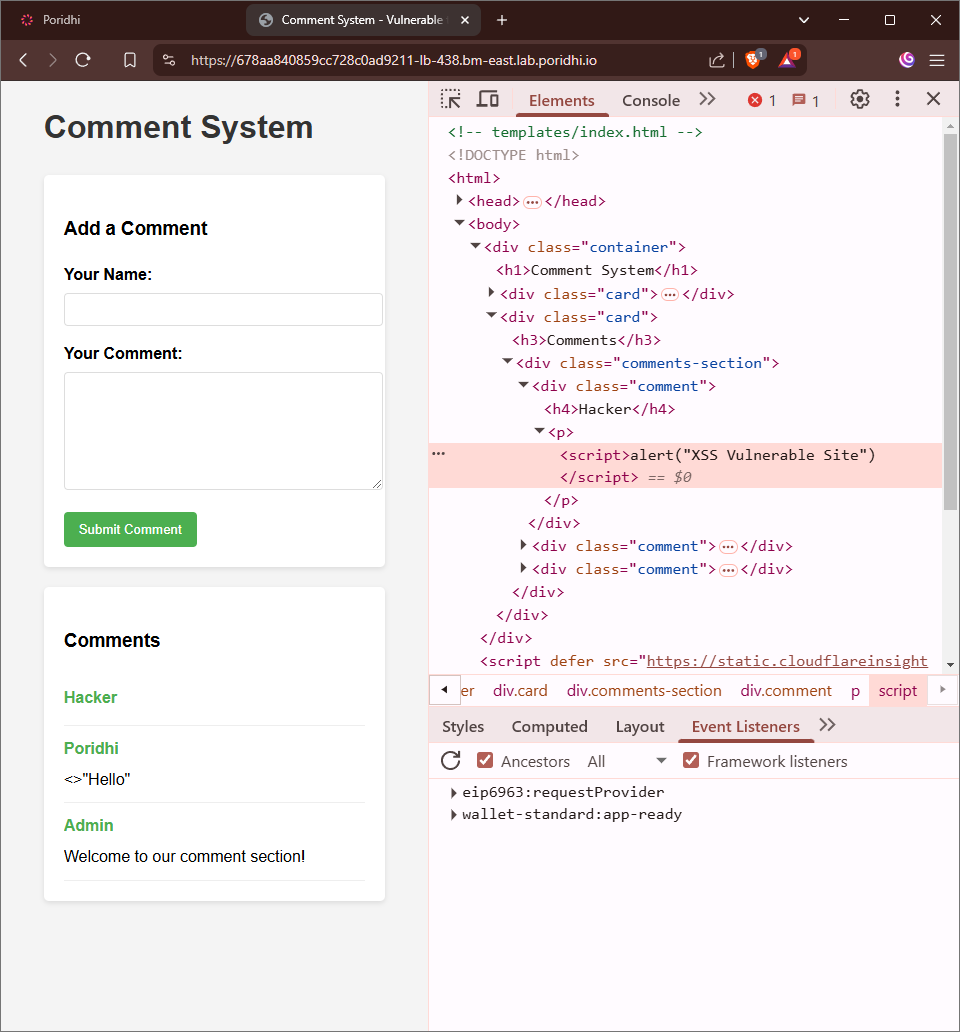 Poridhi
Comment System - Vulnerable
https://678aa840859cc728c0ad9211-lb-438.bm-east.lab.poridhi.io
1
1
Comment System
Add a Comment
Your Name:
Your Comment:
Submit Comment
Comments
Hacker
Poridhi
<>"Hello"
Admin
Welcome to our comment section!
Elements
Console
1
1
<!-- templates/index.html -->
<!DOCTYPE html>
<html>
<head>…</head>
<body>
<div class="container">
<h1>Comment System</h1>
<div class="card">…</div>
<div class="card">
<h3>Comments</h3>
<div class="comments-section">
<div class="comment">
<h4>Hacker</h4>
<p>
<script>alert("XSS Vulnerable Site")
</script> == $0
</p>
</div>
<div class="comment">…</div>
<div class="comment">…</div>
</div>
</div>
</div>
<script defer src="https://static.cloudflareinsight
er div.card div.comments-section div.comment p script
Styles Computed Layout Event Listeners
Ancestors All Framework listeners
eip6963:requestProvider
wallet-standard:app-ready